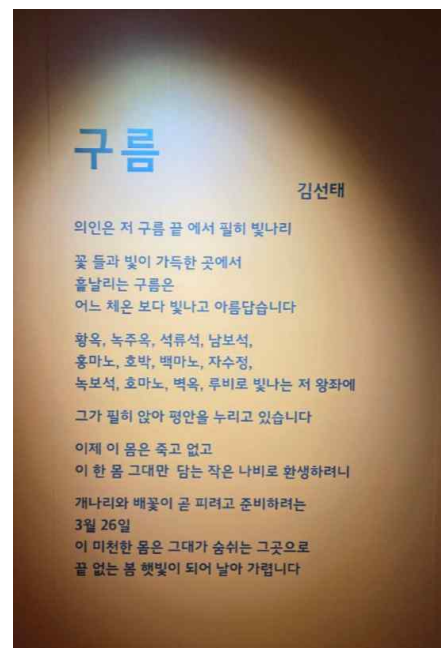 구름
김선태
의인은 저 구름 끝 에서 필히 빛나리
꽃 들과 빛이 가득한 곳에서
흩날리는 구름은
어느 체온 보다 빛나고 아름답습니다
황옥, 녹주옥, 석류석, 남보석,
홍마노, 호박, 백마노, 자수정,
녹보석, 호마노, 벽옥, 루비로 빛나는 저 왕좌에
그가 필히 앉아 평안을 누리고 있습니다
이제 이 몸은 죽고 없고
이 한 몸 그대만 담는 작은 나비로 환생하려니
개나리와 배꽃이 곧 피려고 준비하려는
3월 26일
이 미천한 몸은 그대가 숨쉬는 그곳으로
끝 없는 봄 햇빛이 되어 날아 가렵니다